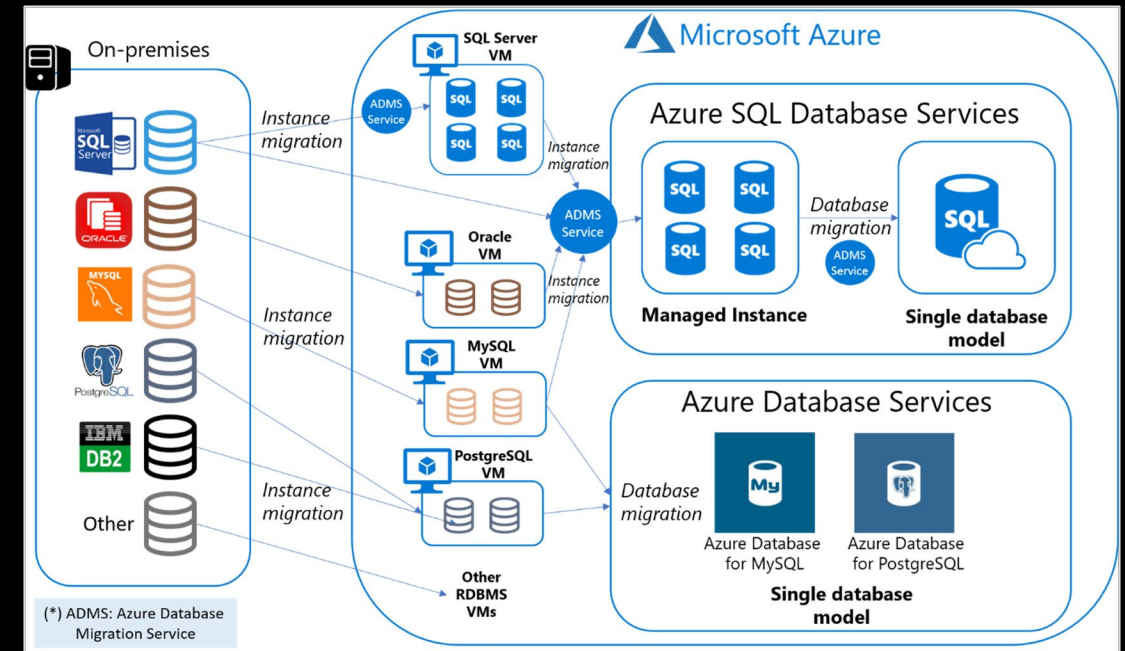 On-premises
Microsoft
SQL
Server
ORACLE
MYSQL
PostgreSQL
IBM
DB2
Other
(*) ADMS: Azure Database
Migration Service
Instance
migration
Instance
migration
Instance
migration
Microsoft Azure
SQL Server
VM
SQL
SQL
SQL
SQL
ADMS
Service
Instance
migration
Oracle
VM
Instance
migration
MySQL
VM
PostgreSQL
VM
Other
RDBMS
VMs
ADMS
Service
Azure SQL Database Services
SQL
SQL
SQL
SQL
Managed Instance
Database
migration
ADMS
Service
SQL
Single database
model
Azure Database Services
Database
migration
My
Azure Database
for MySQL
Azure Database
for PostgreSQL
Single database
model